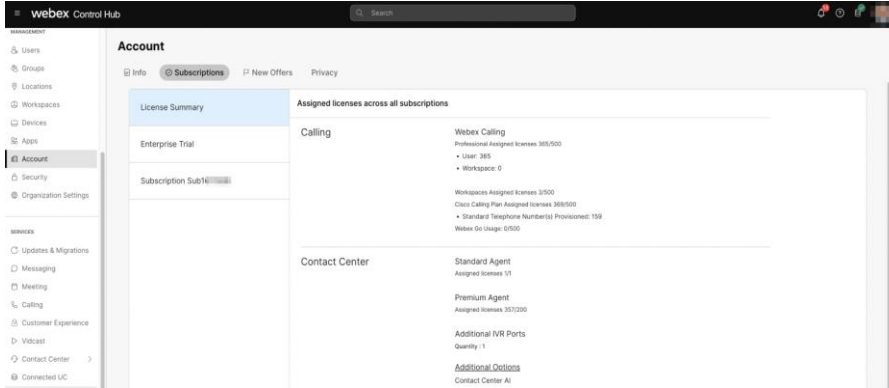 webex Control Hub
Search
MANAGEMENT
Users
Groups
Locations
Workspaces
Devices
Apps
Account
Security
Organization Settings
SERVICES
Updates & Migrations
Messaging
Meeting
Calling
Customer Experience
Vidcast
Contact Center
Connected UC
Account
Info
Subscriptions
New Offers
Privacy
License Summary
Enterprise Trial
Subscription Sub16
Assigned licenses across all subscriptions
Calling
Webex Calling
Professional Assigned licenses 365/500
• User: 365
• Workspace: 0
Workspaces Assigned licenses 3/500
Cisco Calling Plan Assigned licenses 369/500
• Standard Telephone Number(s) Provisioned: 159
Webex Go Usage: 0/500
Contact Center
Standard Agent
Assigned licenses 1/1
Premium Agent
Assigned licenses 357/200
Additional IVR Ports
Quantity : 1
Additional Options
Contact Center AI